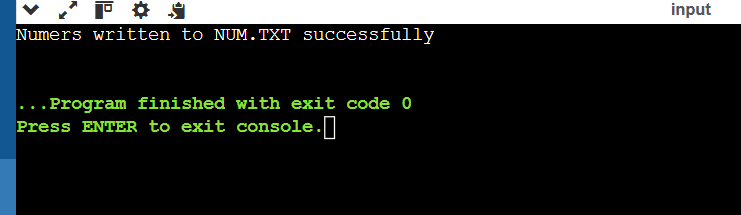 input
Numers written to NUM.TXT successfully
...Program finished with exit code 0
Press ENTER to exit console.